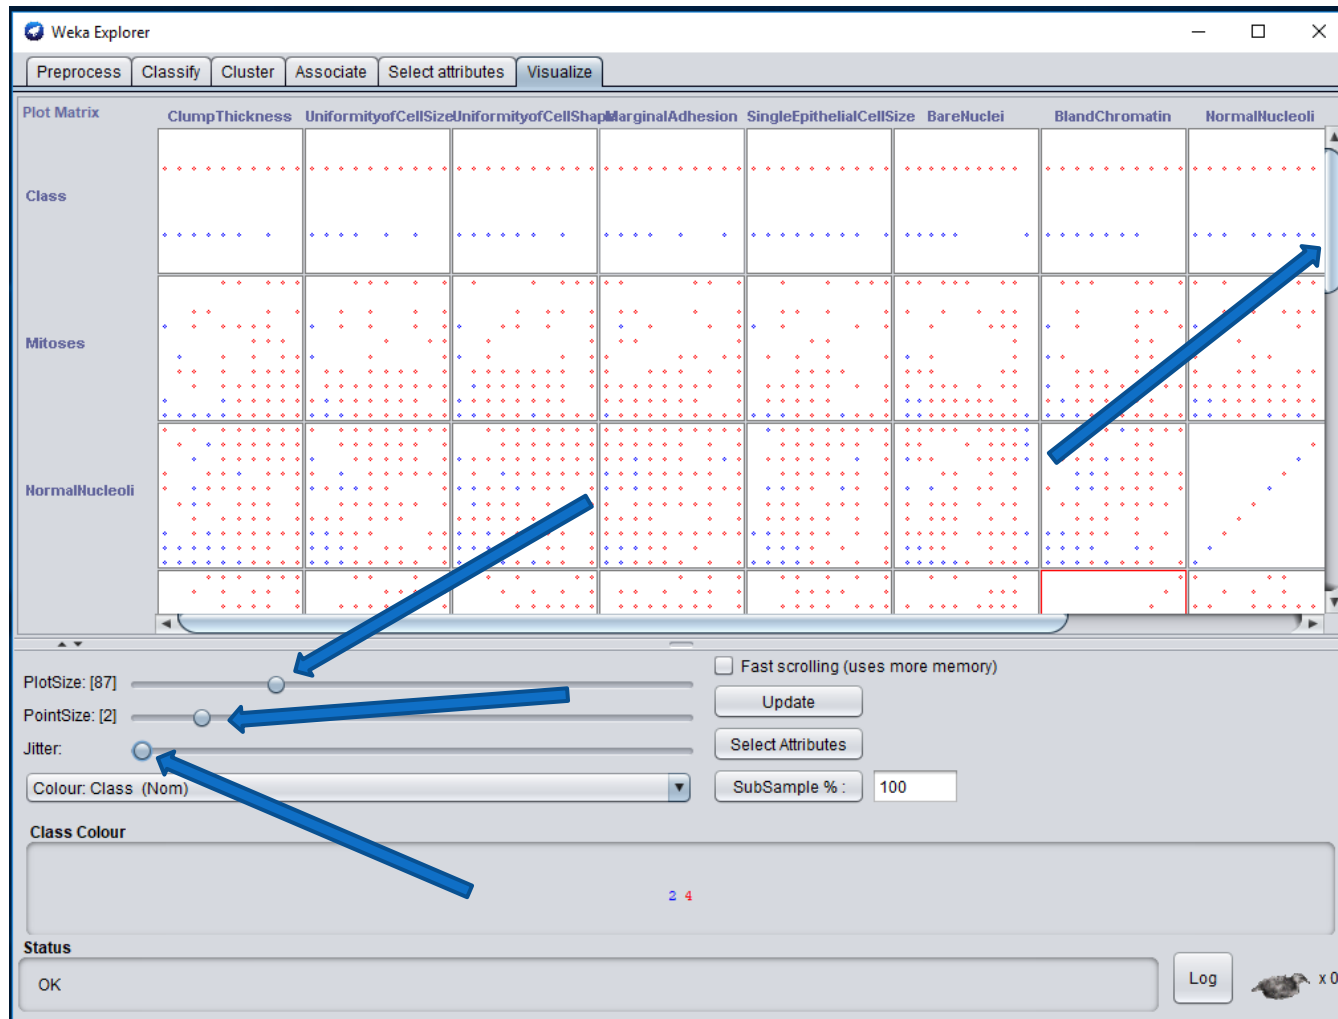 Weka Explorer
Preprocess Classify Cluster Associate Select attributes Visualize
Plot Matrix ClumpThickness UniformityofCellSize UniformityofCellShape MarginalAdhesion SingleEpithelialCellSize BareNuclei BlandChromatin NormalNucleoli
Class
Mitoses
NormalNucleoli
PlotSize: [87]
Fast scrolling (uses more memory)
Update
PointSize: [2]
Select Attributes
Jitter:
Colour: Class (Nom)
SubSample % : 100
Class Colour
2 4
Status
OK
Log x 0